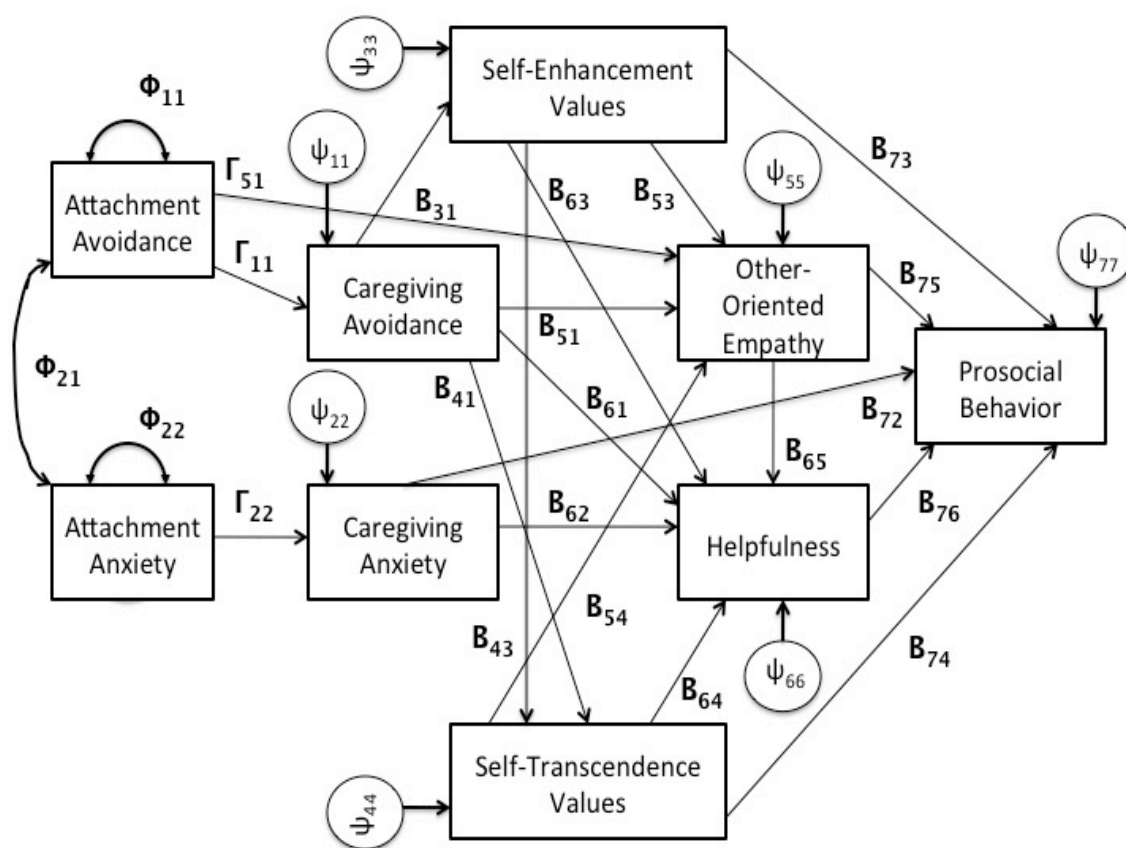 ψ33
Self-Enhancement
Values
Φ11
ψ11
B73
Γ51
B63
B53
ψ55
Attachment
Avoidance
B31
Γ11
Other-
Oriented
Empathy
B75
ψ77
Caregiving
Avoidance
B51
Φ21
B41
B61
Prosocial
Behavior
B72
Φ22
ψ22
B65
Γ22
B62
B76
Attachment
Anxiety
Caregiving
Anxiety
Helpfulness
B54
B43
B74
B64
ψ66
Self-Transcendence
Values
ψ44